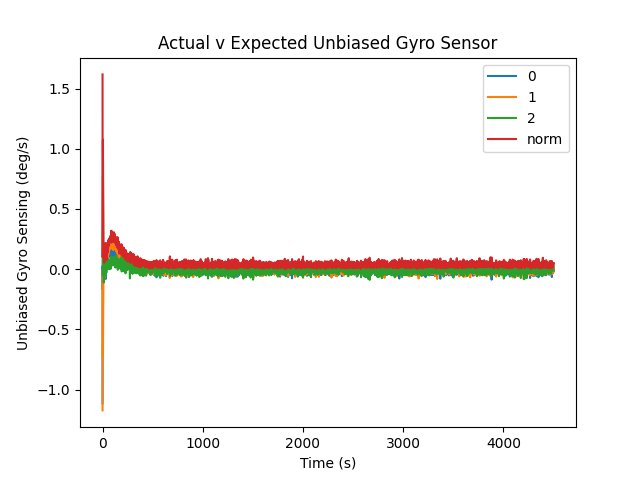 Actual v Expected Unbiased Gyro Sensor
Unbiased Gyro Sensing (deg/s)
1.5
1.0
0.5
0.0
−0.5
−1.0
0
1
2
norm
0 1000 2000 3000 4000
Time (s)